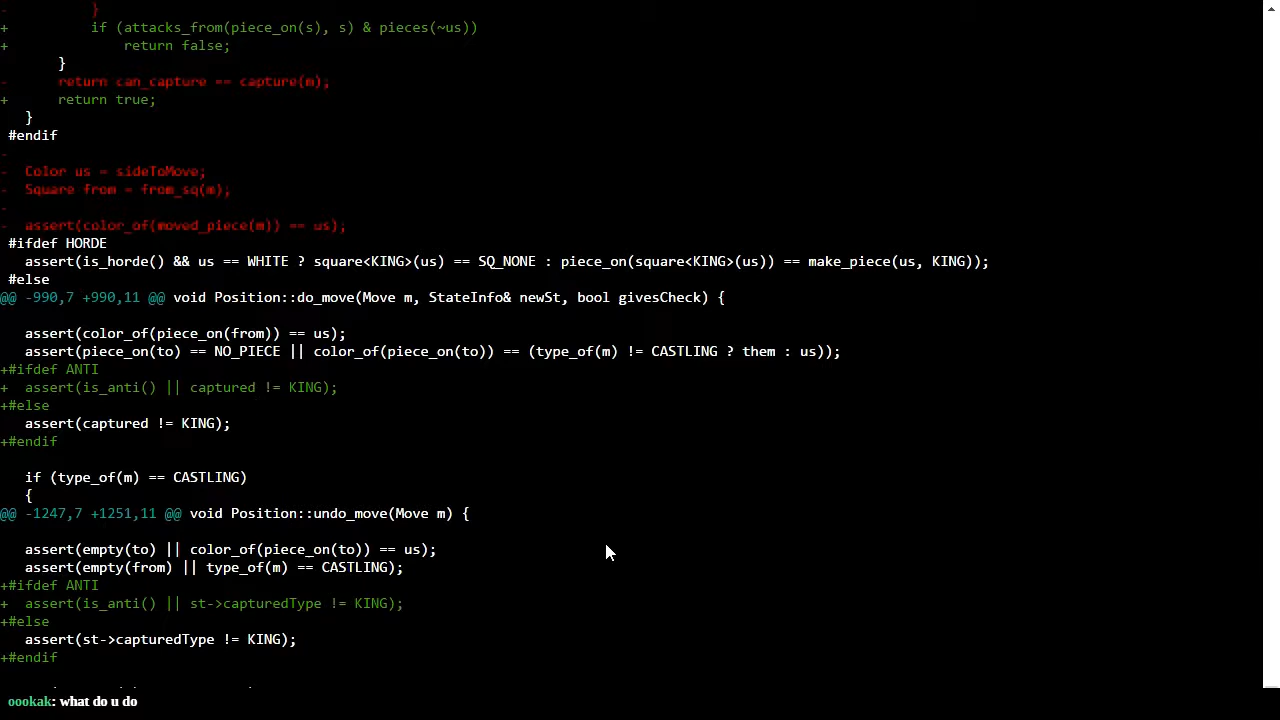 -          }
+          if (attacks_from(piece_on(s), s) & pieces(~us))
+              return false;
       }
-      return can_capture == capture(m);
+      return true;
   }
 #endif
-
-  Color us = sideToMove;
-  Square from = from_sq(m);
-
-  assert(color_of(moved_piece(m)) == us);
 #ifdef HORDE
   assert(is_horde() && us == WHITE ? square<KING>(us) == SQ_NONE : piece_on(square<KING>(us)) == make_piece(us, KING));
 #else
@@ -990,7 +990,11 @@ void Position::do_move(Move m, StateInfo& newSt, bool givesCheck) {
   assert(color_of(piece_on(from)) == us);
   assert(piece_on(to) == NO_PIECE || color_of(piece_on(to)) == (type_of(m) != CASTLING ? them : us));
+#ifdef ANTI
+  assert(is_anti() || captured != KING);
+#else
   assert(captured != KING);
+#endif
   if (type_of(m) == CASTLING)
   {
@@ -1247,7 +1251,11 @@ void Position::undo_move(Move m) {
   assert(empty(to) || color_of(piece_on(to)) == us);
   assert(empty(from) || type_of(m) == CASTLING);
+#ifdef ANTI
+  assert(is_anti() || st->capturedType != KING);
+#else
   assert(st->capturedType != KING);
+#endif
oookak: what do u do